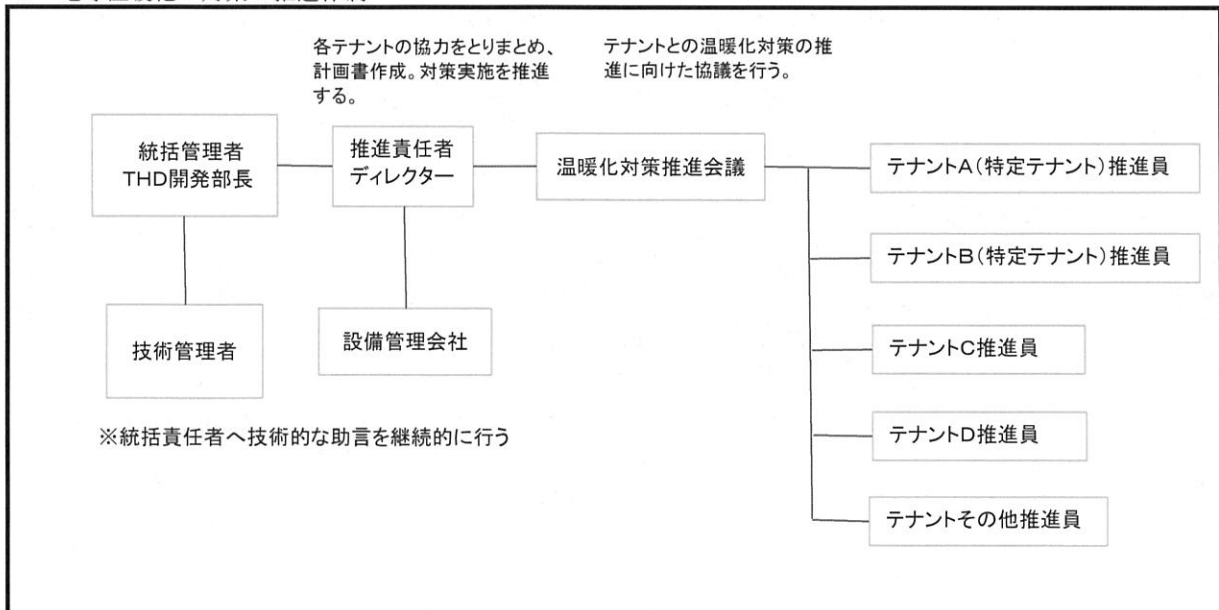 各テナントの協力をとりまとめ、
計画書作成。対策実施を推進
する。
テナントとの温暖化対策の推
進に向けた協議を行う。
統括管理者
THD開発部長
推進責任者
ディレクター
温暖化対策推進会議
テナントA(特定テナント)推進員
テナントB(特定テナント)推進員
技術管理者
設備管理会社
テナントC推進員
※統括責任者へ技術的な助言を継続的に行う
テナントD推進員
テナントその他推進員